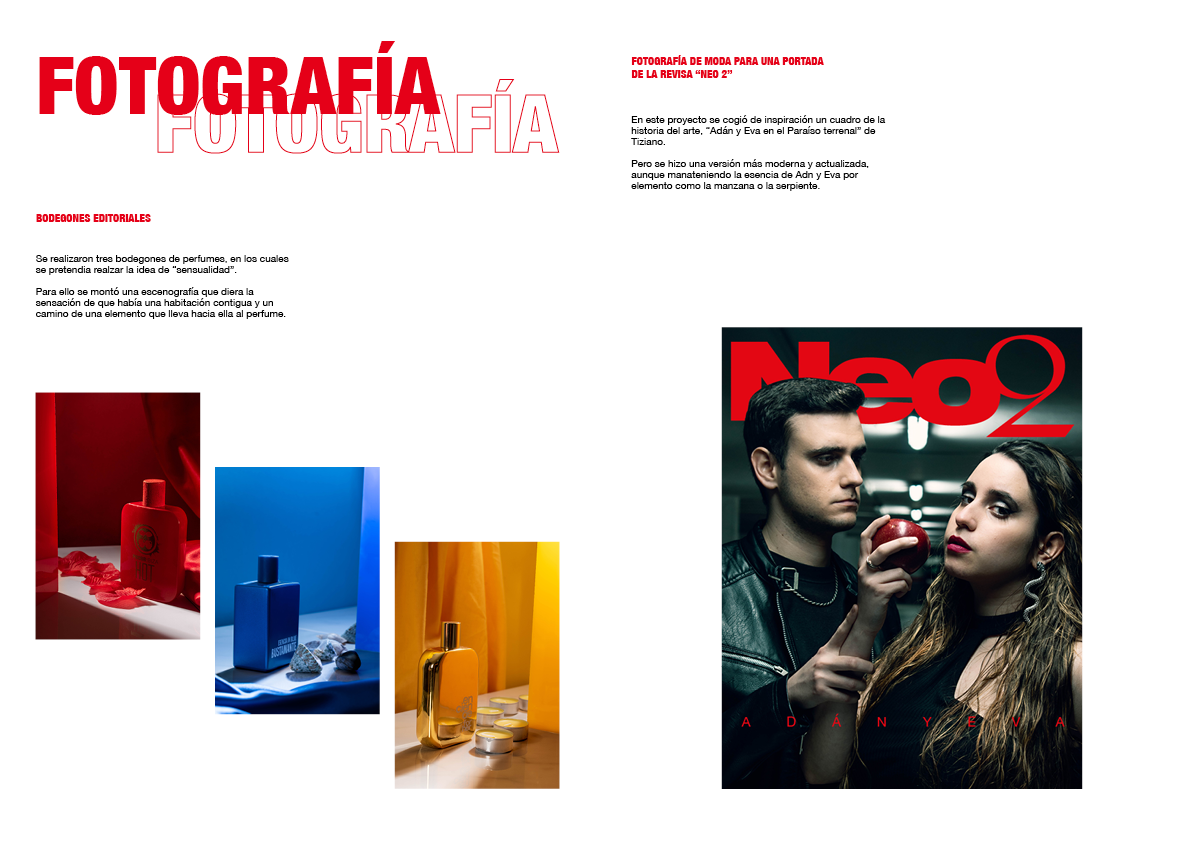 FOTOGRAFÍA
FOTOGRAFÍA
BODEGONES EDITORIALES
Se realizaron tres bodegones de perfumes, en los cuales
se pretendia realzar la idea de “sensualidad”.
Para ello se montó una escenografía que diera la
sensación de que había una habitación contigua y un
camino de una elemento que lleva hacia ella al perfume.
BUSTAMANTE
FOTOGRAFÍA DE MODA PARA UNA PORTADA
DE LA REVISA “NEO 2”
En este proyecto se cogió de inspiración un cuadro de la
historia del arte, “Adán y Eva en el Paraíso terrenal” de
Tiziano.
Pero se hizo una versión más moderna y actualizada,
aunque manateniendo la esencia de Adn y Eva por
elemento como la manzana o la serpiente.
Neo2
A D Á N Y E V A